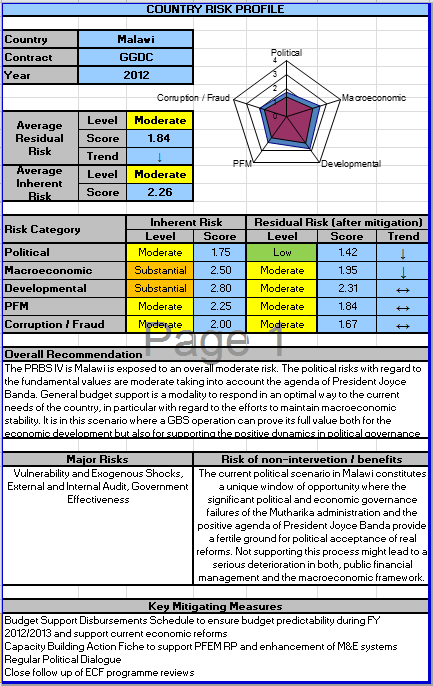 COUNTRY RISK PROFILE
Country Malawi
Contract GGDC
Year 2012
Political
4
3
2
1
0
Corruption / Fraud
Macroeconomic
PFM
Developmental
Average Residual Risk
Level Moderate
Score 1.84
Trend ↓
Average Inherent Risk
Level Moderate
Score 2.26
Risk Category Inherent Risk Residual Risk (after mitigation)
Level Score Level Score Trend
Political Moderate 1.75 Low 1.42 ↓
Macroeconomic Substantial 2.50 Moderate 1.95 ↓
Developmental Substantial 2.80 Moderate 2.31 ↔
PFM Moderate 2.25 Moderate 1.84 ↔
Corruption / Fraud Moderate 2.00 Moderate 1.67 ↔
Page 1
Overall Recommendation
The PRBS IV is Malawi is exposed to an overall moderate risk. The political risks with regard to
the fundamental values are moderate taking into account the agenda of President Joyce
Banda. General budget support is a modality to respond in an optimal way to the current
needs of the country, in particular with regard to the efforts to maintain macroeconomic
stability. It is in this scenario where a GBS operation can prove its full value both for the
economic development but also for supporting the positive dynamics in political governance
Major Risks
Vulnerability and Exogenous Shocks,
External and Internal Audit, Government
Effectiveness
Risk of non-intervetion / benefits
The current political scenario in Malawi constitutes
a unique window of opportunity where the
significant political and economic governance
failures of the Mutharika administration and the
positive agenda of President Joyce Banda provide
a fertile ground for political acceptance of real
reforms. Not supporting this process might lead to a
serious deterioration in both, public financial
management and the macroeconomic framework.
Key Mitigating Measures
Budget Support Disbursements Schedule to ensure budget predictability during FY
2012/2013 and support current economic reforms
Capacity Building Action Fiche to support PFEM RP and enhancement of M&E systems
Regular Political Dialogue
Close follow up of ECF programme reviews